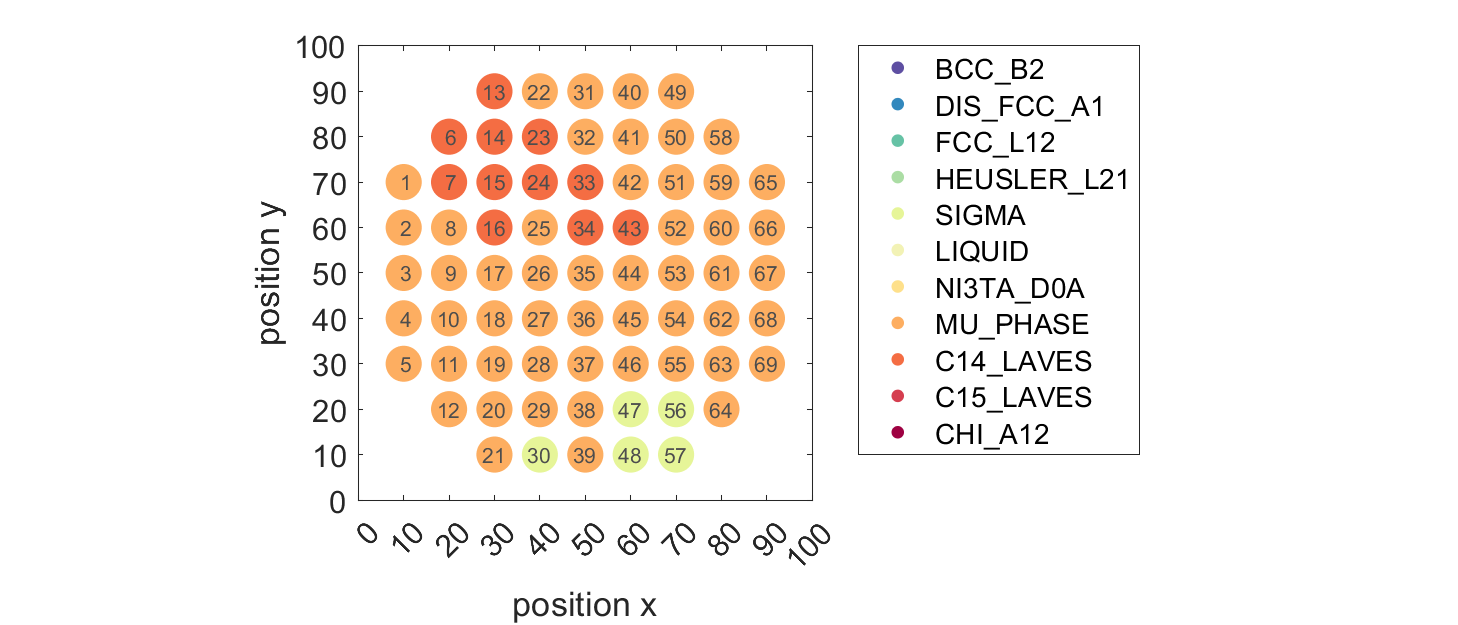 100
90
80
70
60
50
40
30
20
10
0
position y
13 22 31 40 49
6 14 23 32 41 50 58
1 7 15 24 33 42 51 59 65
2 8 16 25 34 43 52 60 66
3 9 17 26 35 44 53 61 67
4 10 18 27 36 45 54 62 68
5 11 19 28 37 46 55 63 69
12 20 29 38 47 56 64
21 30 39 48 57
0 10 20 30 40 50 60 70 80 90 100
position x
BCC_B2
DIS_FCC_A1
FCC_L12
HEUSLER_L21
SIGMA
LIQUID
NI3TA_D0A
MU_PHASE
C14_LAVES
C15_LAVES
CHI_A12